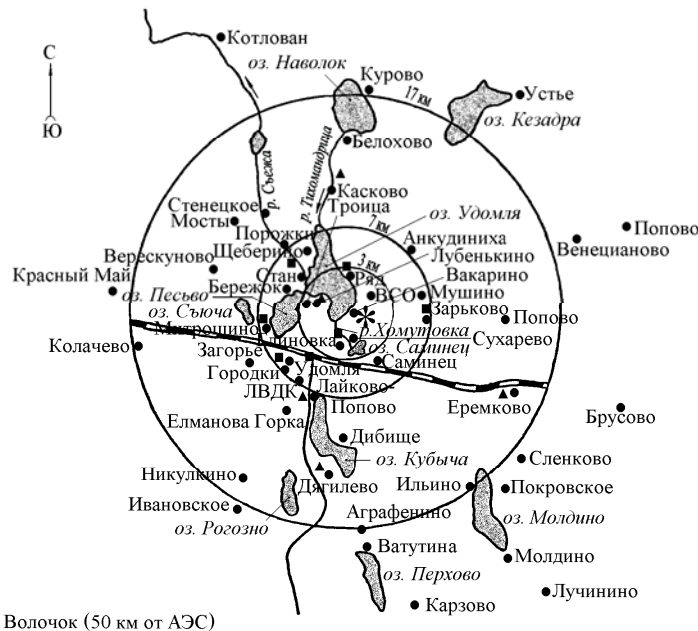 Котлован
С
оз. Наволок
Курово
17 км
Устье
оз. Кезадра
Ю
Белохово
р. Съежа
р. Тихомандрица
Касково
Стенецкое
Троица
Мосты
7 км
оз. Удомля
Попово
Порожки
Анкудиниха
Венецианово
Щеберино
Лубенькино
Верескуново
3 км
Вакарино
Красный Май
Стан
Ряд
Бережок
ВСО
Мушино
оз. Песьво
Зарьково
оз. Съюча
Попово
Митрошино
р.Хомутовка
Сухарево
Колачево
Глиновка
оз. Саминец
Загорье
Саминец
Городки
Удомля
ЛВДК
Лайково-
Попово
Еремково
Елманова Горка
Брусово
Дибище
оз. Кубыча
Сленково
Никулкино
Дягилево
Ильино
Покровское
Ивановское
оз. Рогозно
Аграфенино
оз. Молдино
Ватутина
Молдино
оз. Перхово
Лучинино
Карзово
Волочок (50 км от АЭС)